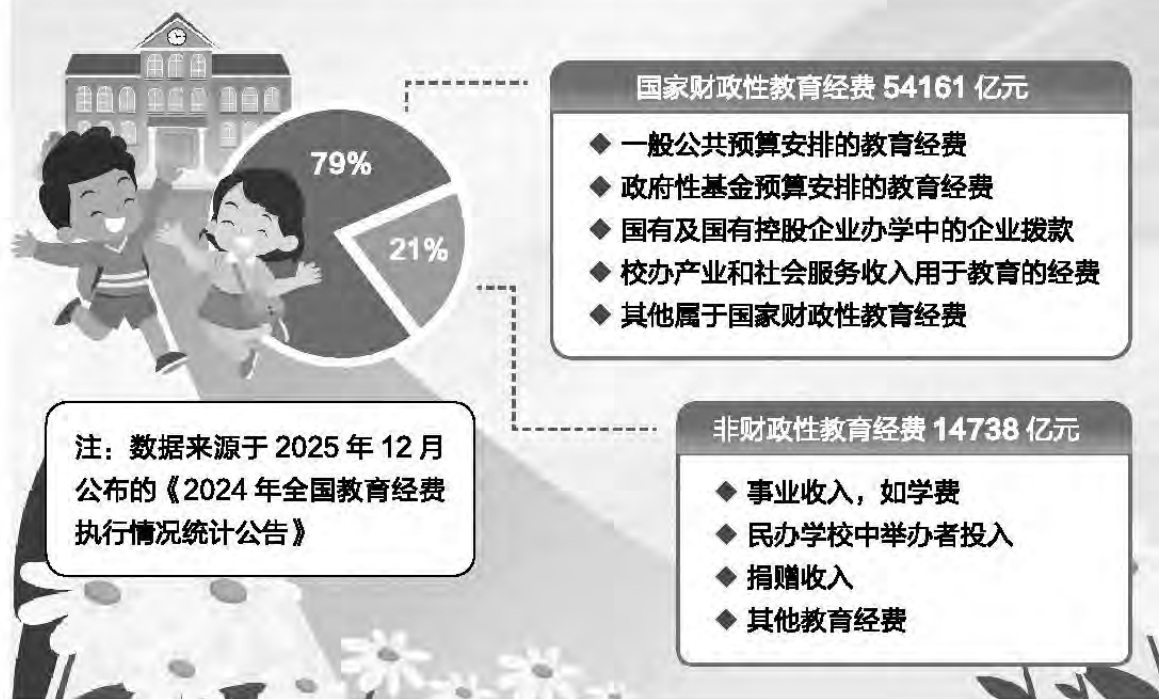 79%
21%
国家财政性教育经费 54161 亿元
◆ 一般公共预算安排的教育经费
◆ 政府性基金预算安排的教育经费
◆ 国有及国有控股企业办学中的企业拨款
◆ 校办产业和社会服务收入用于教育的经费
◆ 其他属于国家财政性教育经费
非财政性教育经费 14738 亿元
◆ 事业收入，如学费
◆ 民办学校中举办者投入
◆ 捐赠收入
◆ 其他教育经费
注：数据来源于 2025 年 12 月
公布的《2024 年全国教育经费
执行情况统计公告》